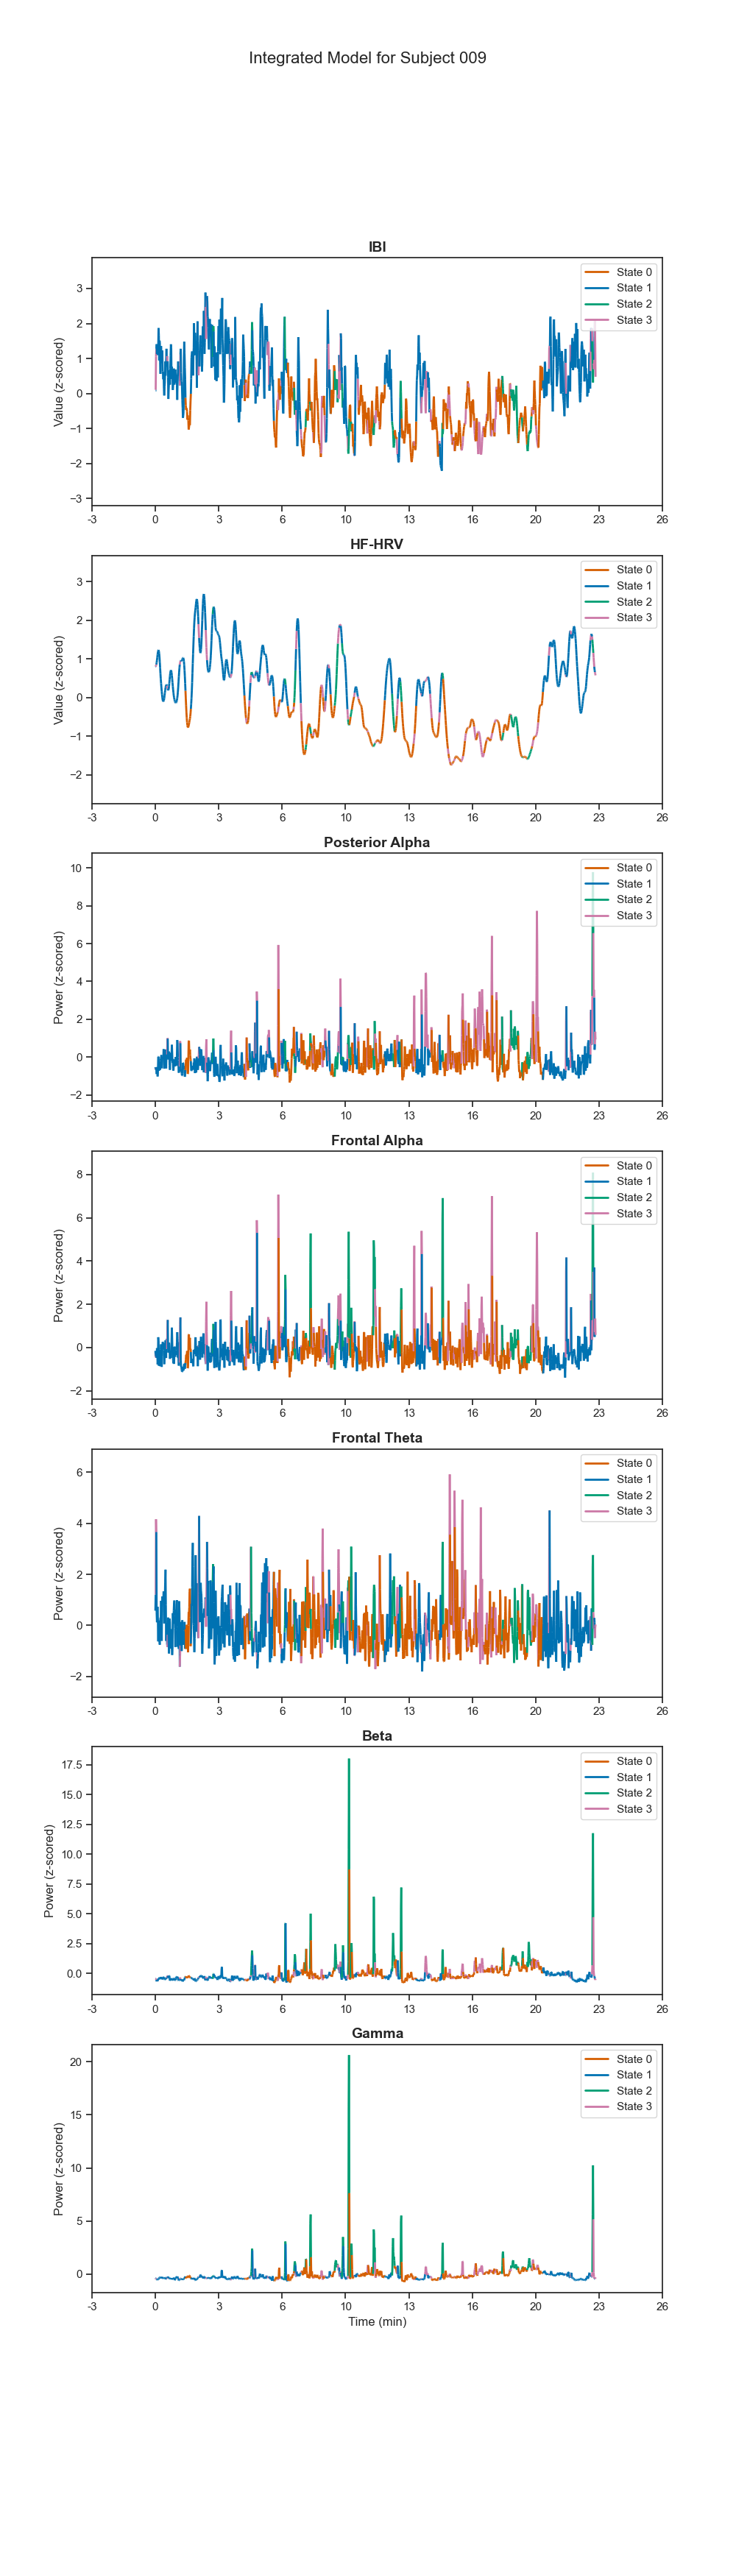 Integrated Model for Subject 009
IBI
Value (z-scored)
3
2
1
0
−1
−2
−3
State 0
State 1
State 2
State 3
-3 0 3 6 10 13 16 20 23 26
HF-HRV
Value (z-scored)
3
2
1
0
−1
−2
State 0
State 1
State 2
State 3
-3 0 3 6 10 13 16 20 23 26
Posterior Alpha
Power (z-scored)
10
8
6
4
2
0
−2
State 0
State 1
State 2
State 3
-3 0 3 6 10 13 16 20 23 26
Frontal Alpha
Power (z-scored)
8
6
4
2
0
−2
State 0
State 1
State 2
State 3
-3 0 3 6 10 13 16 20 23 26
Frontal Theta
Power (z-scored)
6
4
2
0
−2
State 0
State 1
State 2
State 3
-3 0 3 6 10 13 16 20 23 26
Beta
Power (z-scored)
17.5
15.0
12.5
10.0
7.5
5.0
2.5
0.0
State 0
State 1
State 2
State 3
-3 0 3 6 10 13 16 20 23 26
Gamma
Power (z-scored)
20
15
10
5
0
State 0
State 1
State 2
State 3
-3 0 3 6 10 13 16 20 23 26
Time (min)